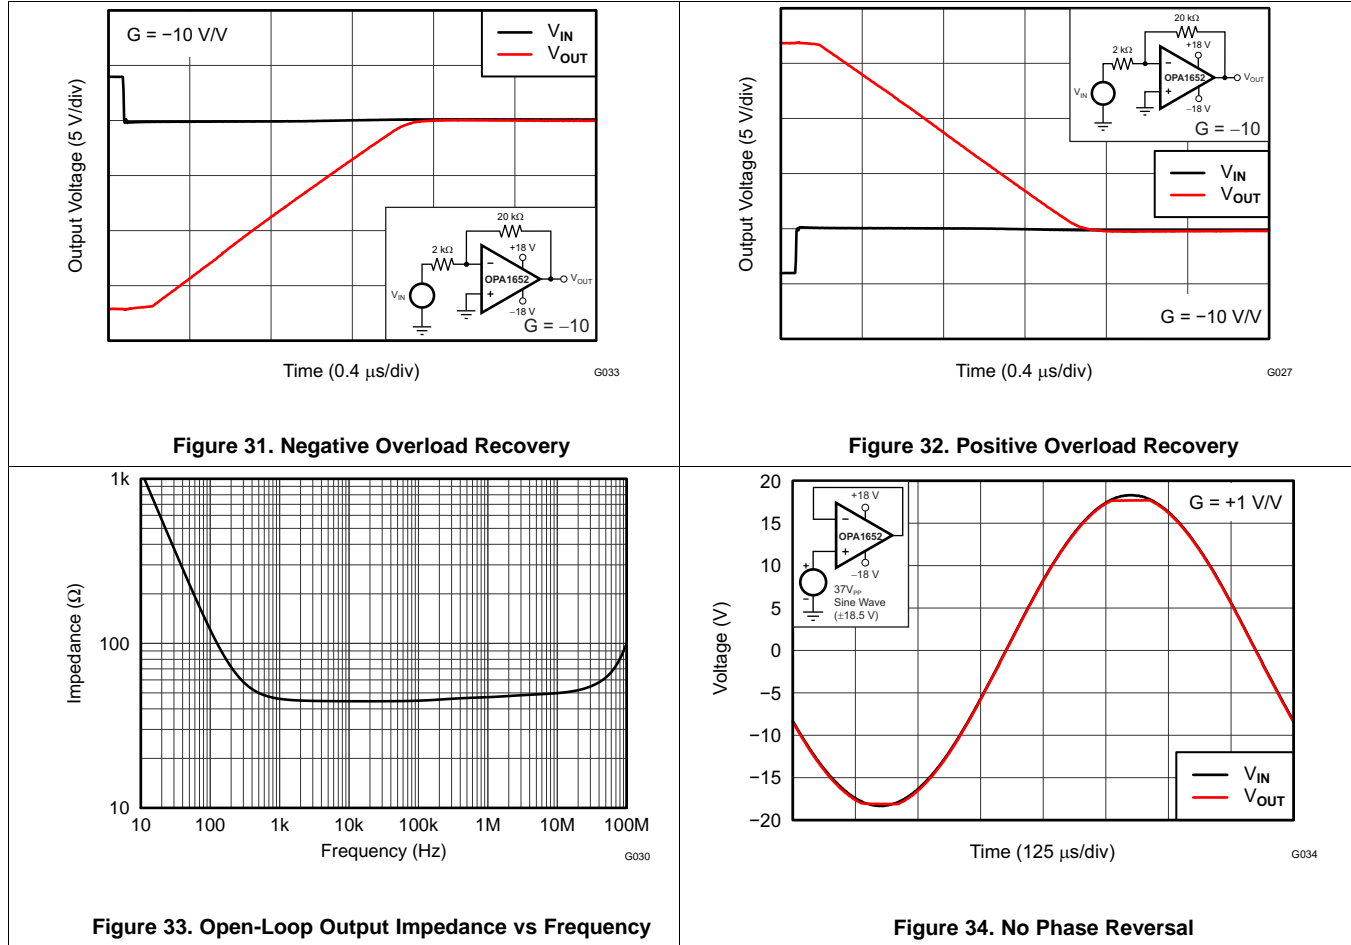 G = −10 V/V
VIN
VOUT
Output Voltage (5 V/div)
20 kΩ
2 kΩ
+18 V
−
OPA1652
+
VIN
VOUT
−18 V
G = −10
Time (0.4 μs/div)
G033
Figure 31. Negative Overload Recovery
20 kΩ
2 kΩ
+18 V
−
OPA1652
+
VIN
VOUT
−18 V
G = −10
VIN
VOUT
Output Voltage (5 V/div)
G = −10 V/V
Time (0.4 μs/div)
G027
Figure 32. Positive Overload Recovery
1k
100
10
Impedance (Ω)
10 100 1k 10k 100k 1M 10M 100M
Frequency (Hz)
G030
Figure 33. Open-Loop Output Impedance vs Frequency
20
15
10
5
0
−5
−10
−15
−20
Voltage (V)
+18 V
−
OPA1652
+
−18 V
+
−
37VPP
Sine Wave
(±18.5 V)
G = +1 V/V
VIN
VOUT
Time (125 μs/div)
G034
Figure 34. No Phase Reversal